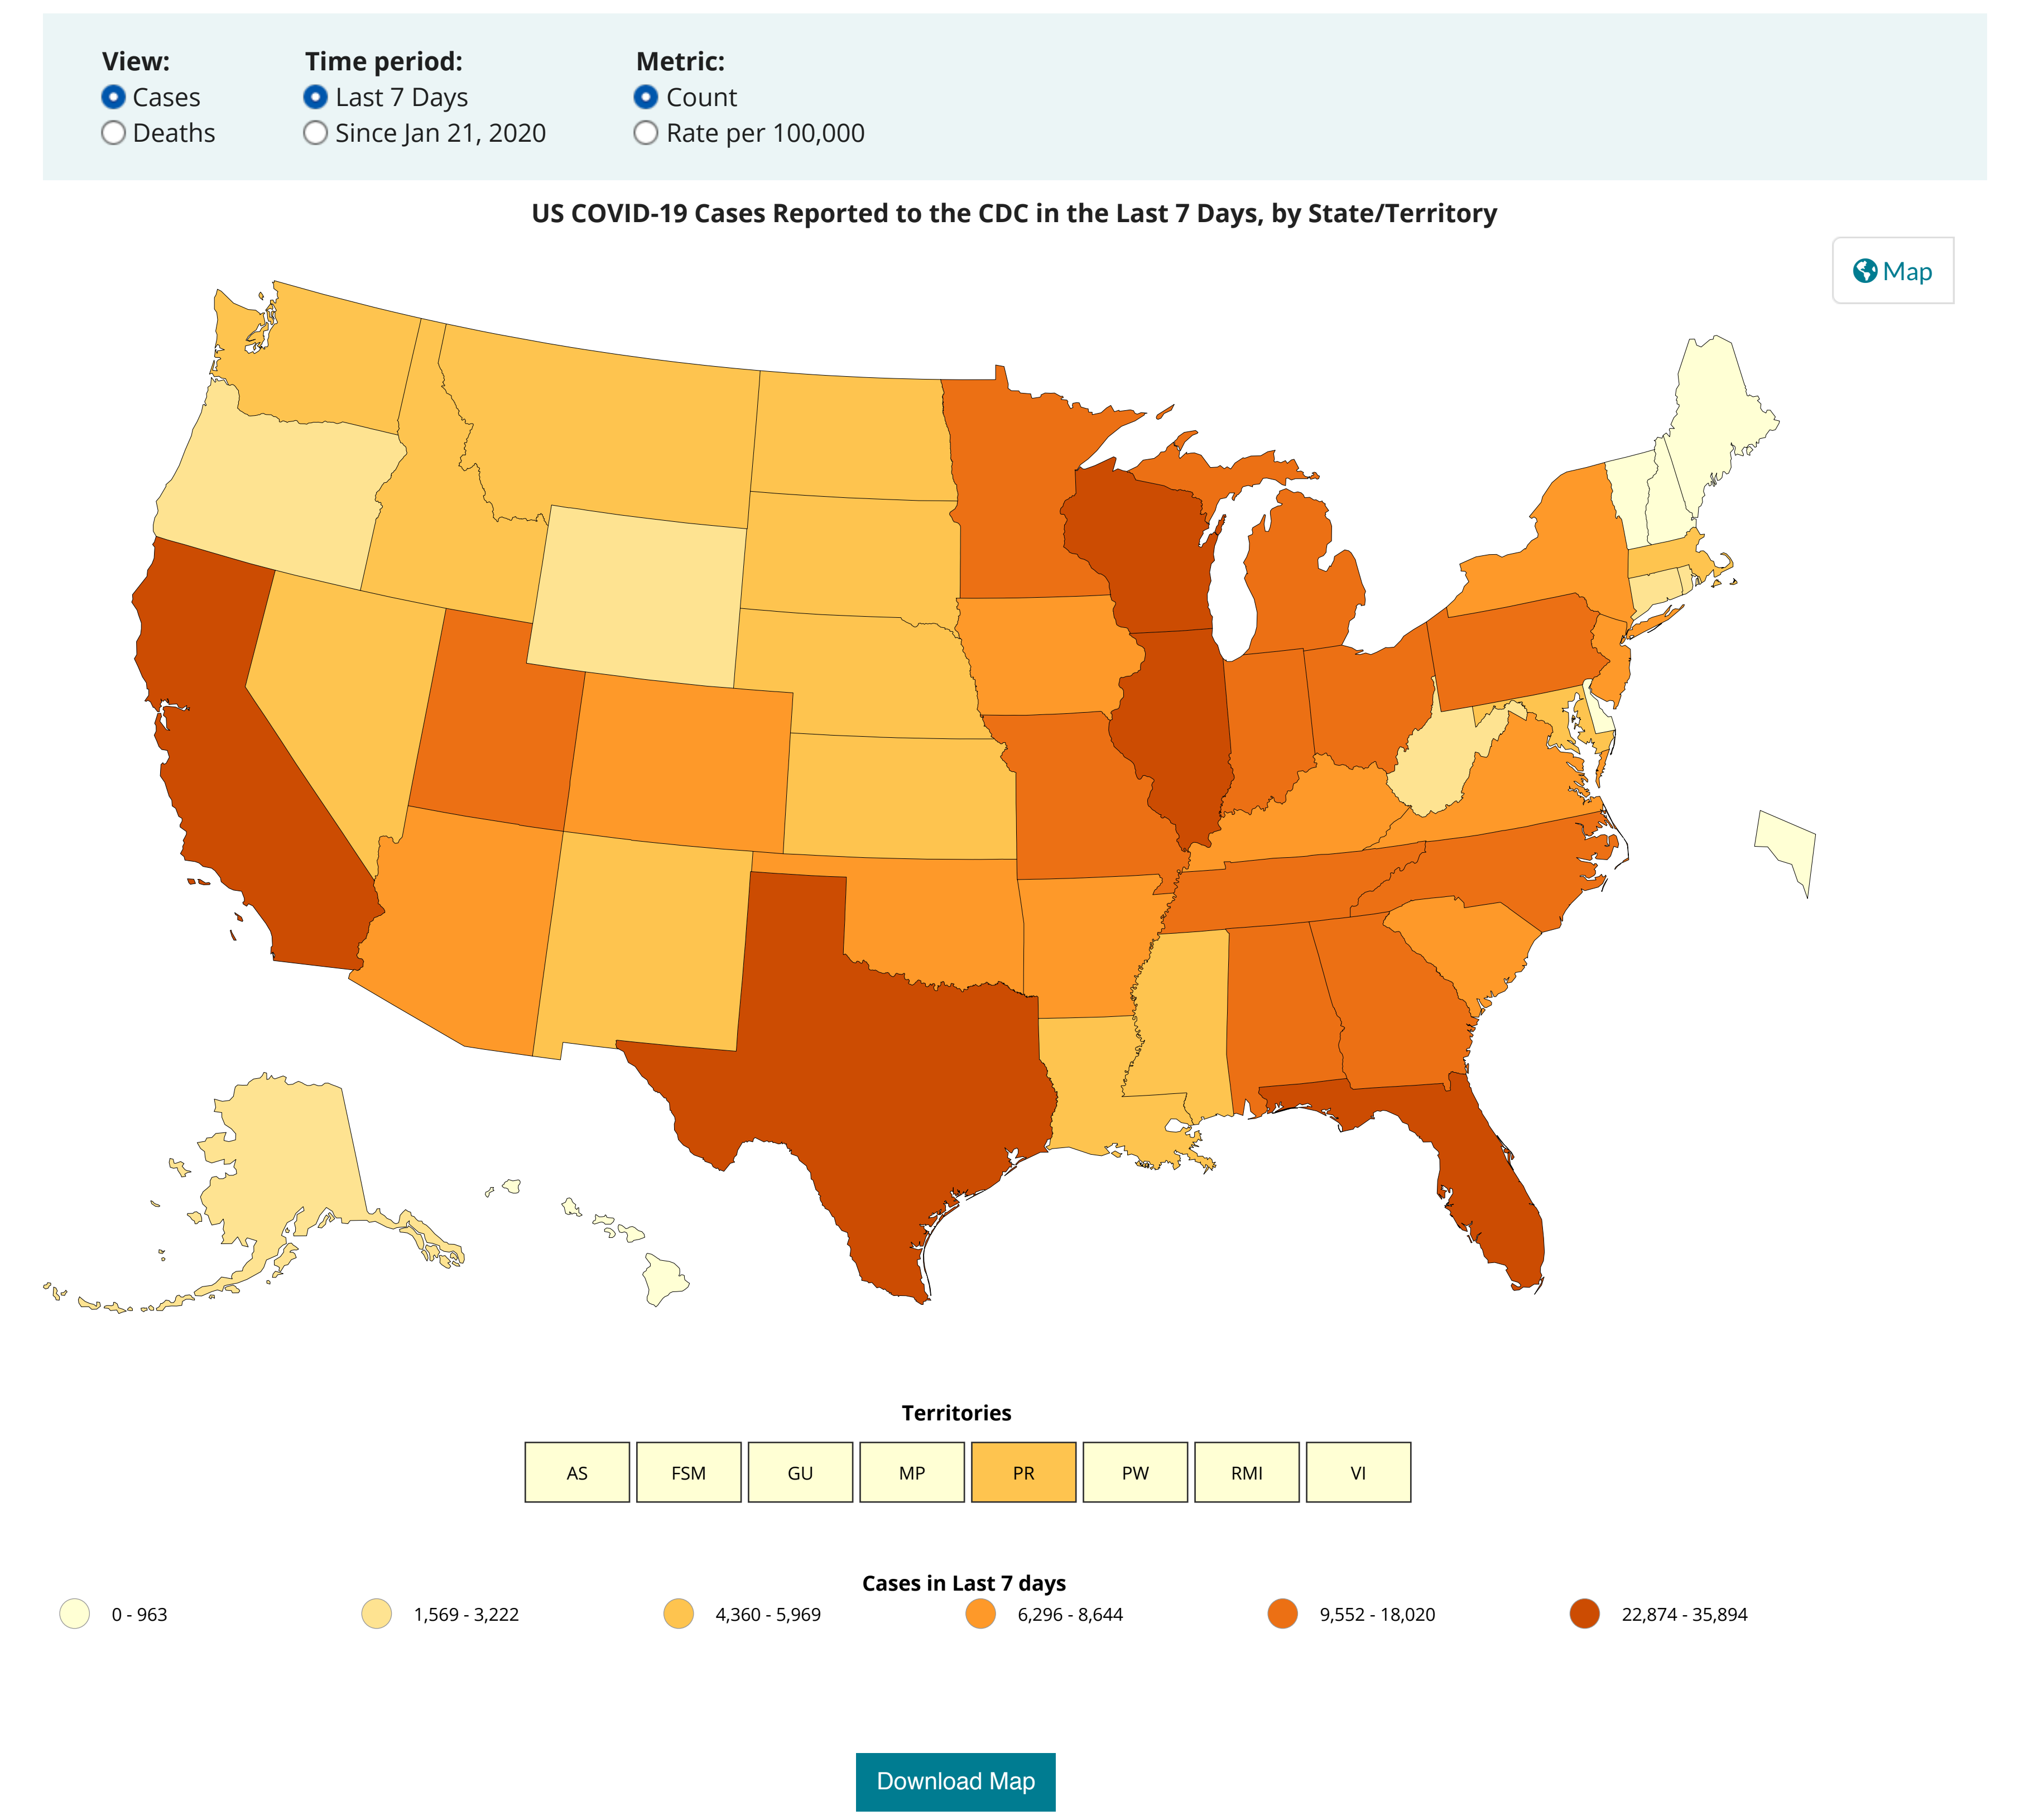 View: Time period: Metric:
Cases Last 7 Days Count
Deaths Since Jan 21, 2020 Rate per 100,000
US COVID-19 Cases Reported to the CDC in the Last 7 Days, by State/Territory
Map
Territories
AS FSM GU MP PR PW RMI VI
Cases in Last 7 days
0 - 963 1,569 - 3,222 4,360 - 5,969 6,296 - 8,644 9,552 - 18,020 22,874 - 35,894
Download Map